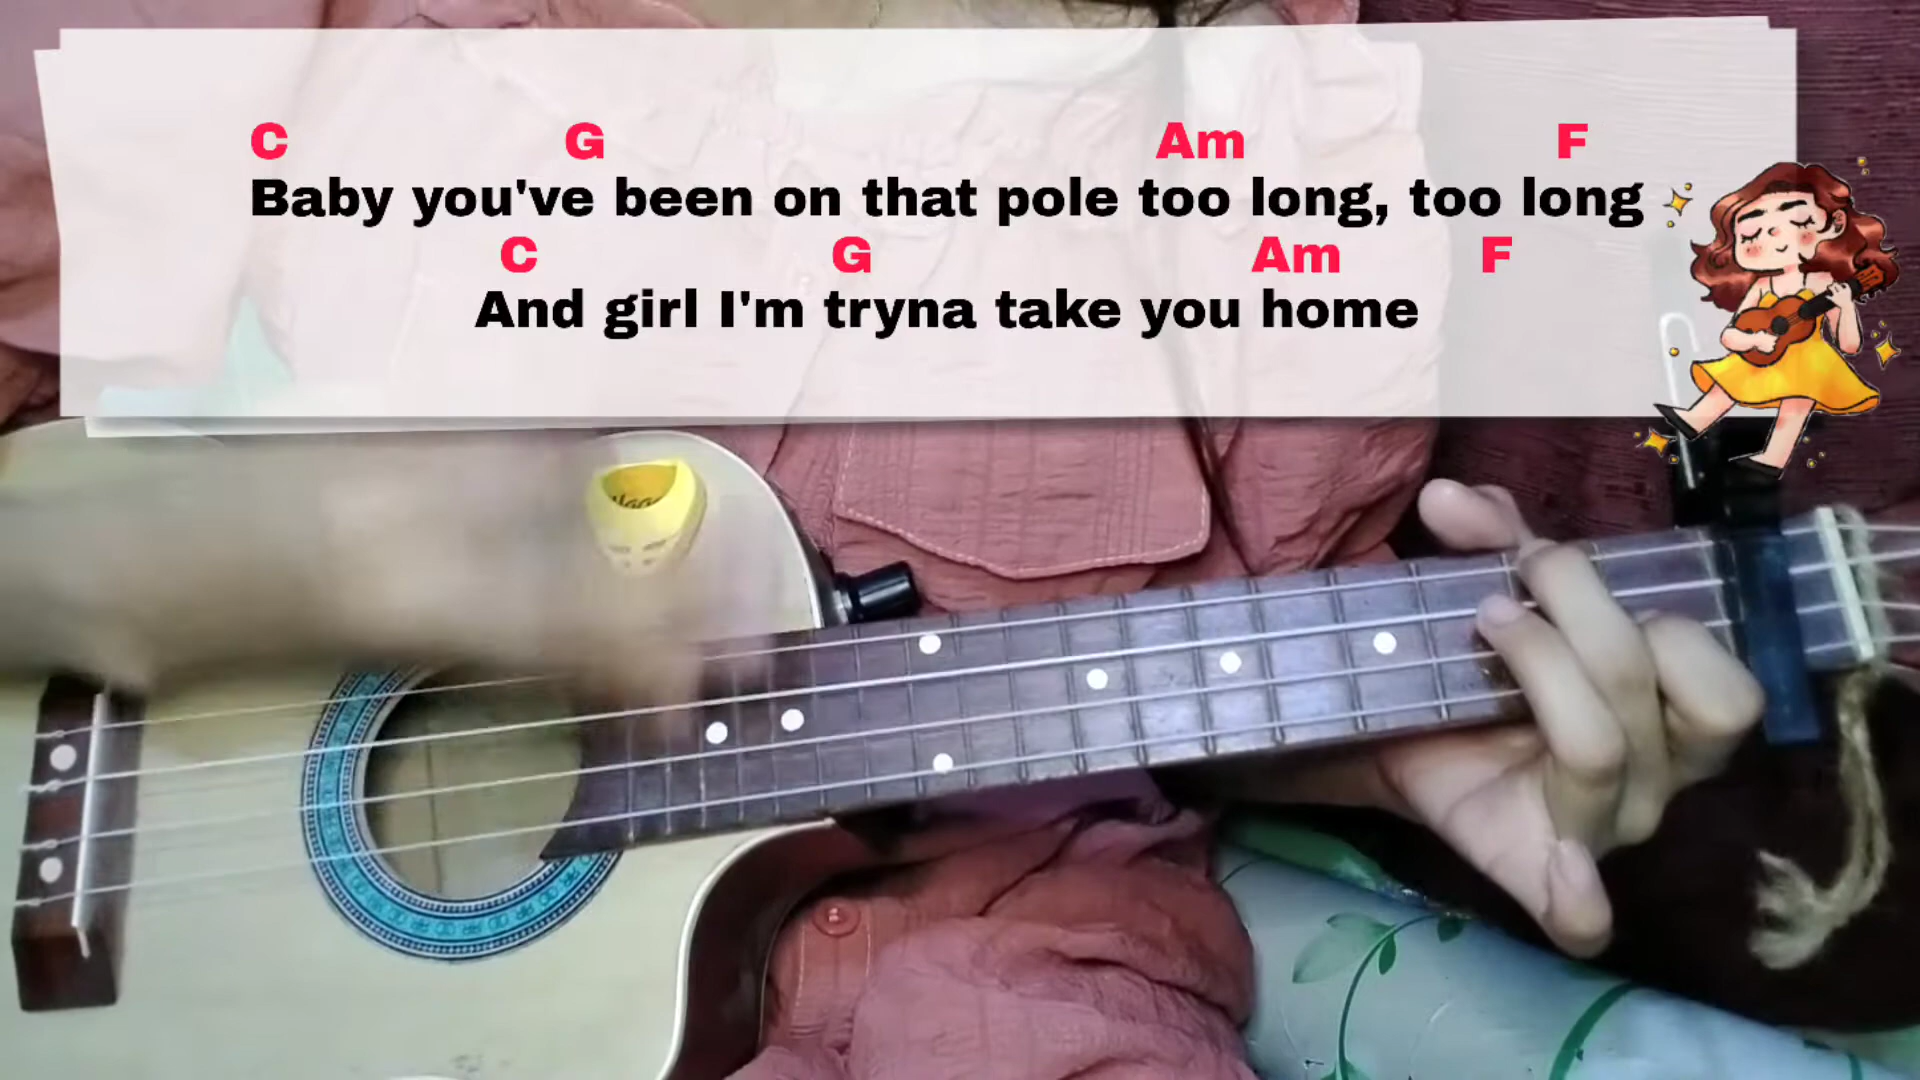 C G Am F
Baby you've been on that pole too long, too long
C G Am F
And girl I'm tryna take you home